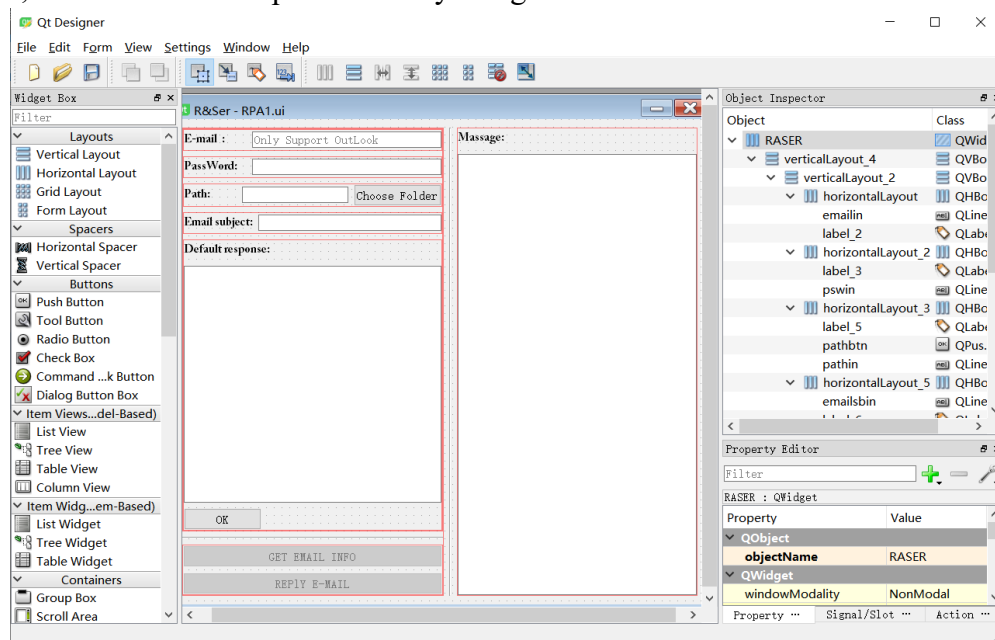 Qt Designer
File Edit Form View Settings Window Help
Widget Box
Filter
Layouts
Vertical Layout
Horizontal Layout
Grid Layout
Form Layout
Spacers
Horizontal Spacer
Vertical Spacer
Buttons
Push Button
Tool Button
Radio Button
Check Box
Command ...k Button
Dialog Button Box
Item Views...del-Based)
List View
Tree View
Table View
Column View
Item Widg...em-Based)
List Widget
Tree Widget
Table Widget
Containers
Group Box
Scroll Area
R&Ser - RPA1.ui
E-mail : Only Support OutLook
PassWord:
Path: Choose Folder
Email subject:
Default response:
OK
GET EMAIL INFO
REPlY E-MAIL
Massage:
Object Inspector
Object Class
RASER QWid
verticalLayout_4 QVBo
verticalLayout_2 QVBo
horizontalLayout QHBo
emailin QLine
label_2 QLabe
horizontalLayout_2 QHBo
label_3 QLabe
pswin QLine
horizontalLayout_3 QHBo
label_5 QLabe
pathbtn QPus.
pathin QLine
horizontalLayout_5 QHBo
emailsbin QLine
Property Editor
Filter
RASER : QWidget
Property Value
QObject
objectName RASER
QWidget
windowModality NonModal
Property ... Signal/Slot ... Action ...